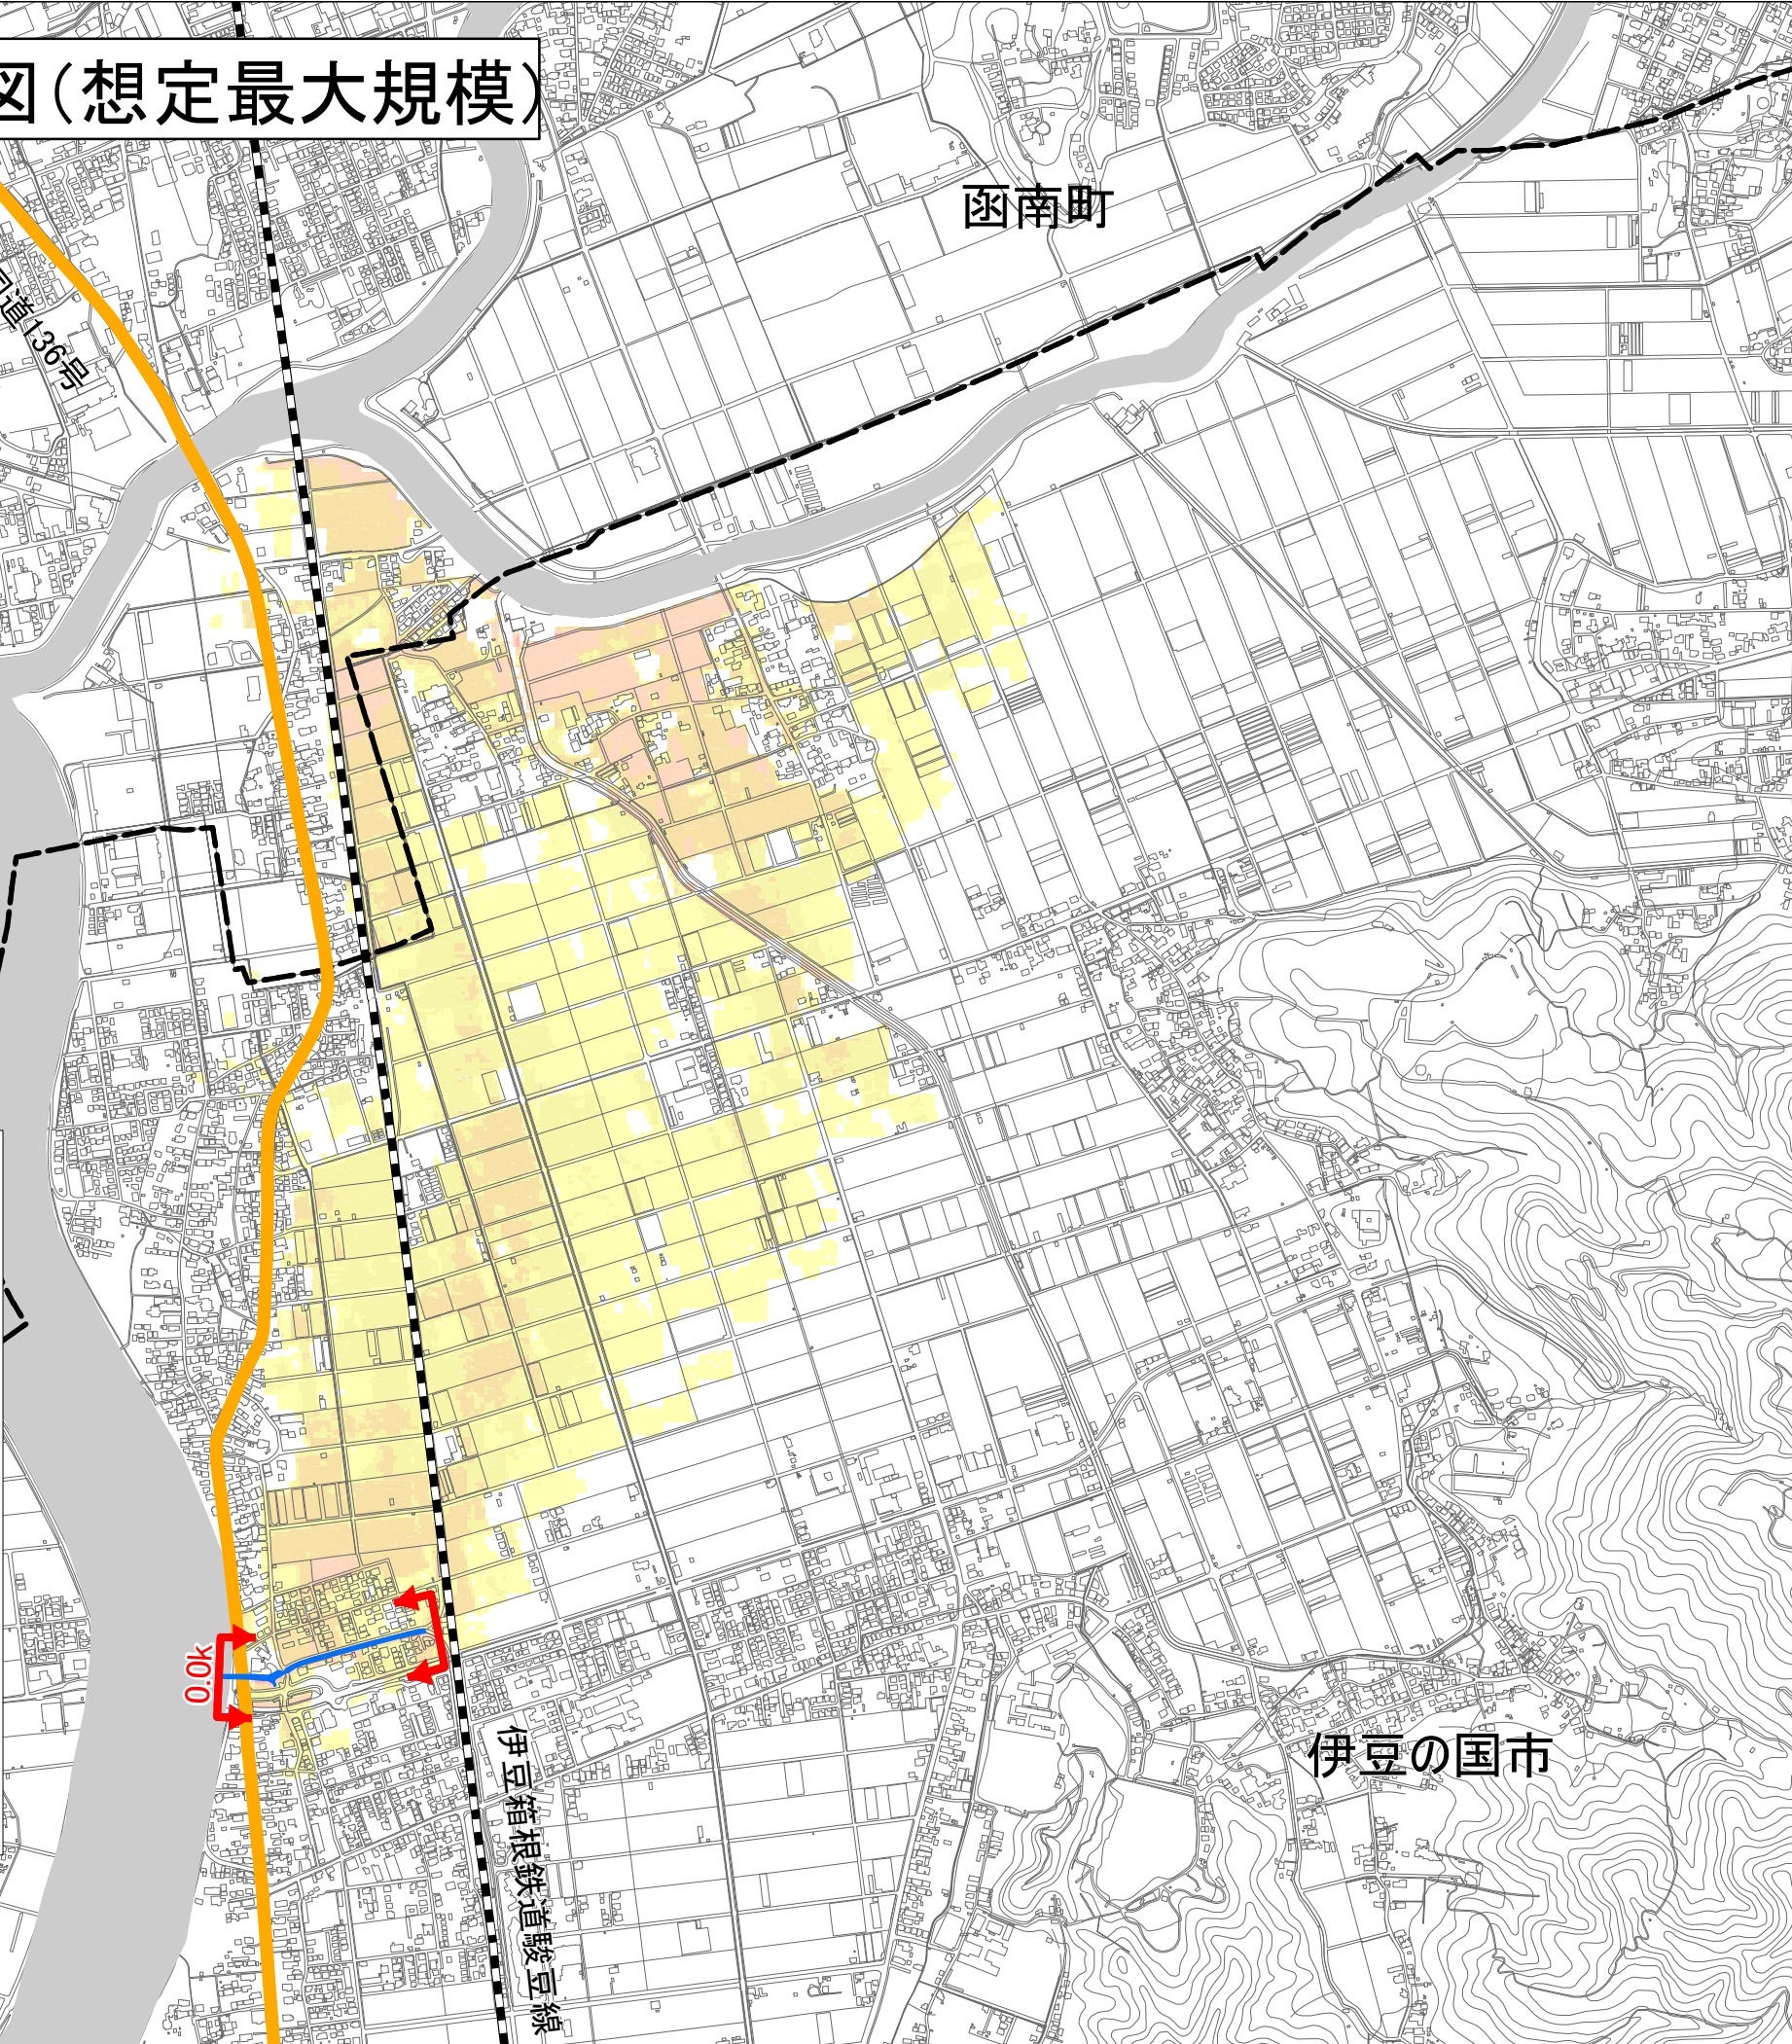 図(想定最大規模)
函南町
国道136号
0.0k
伊豆の国市
伊豆箱根鉄道駿豆線